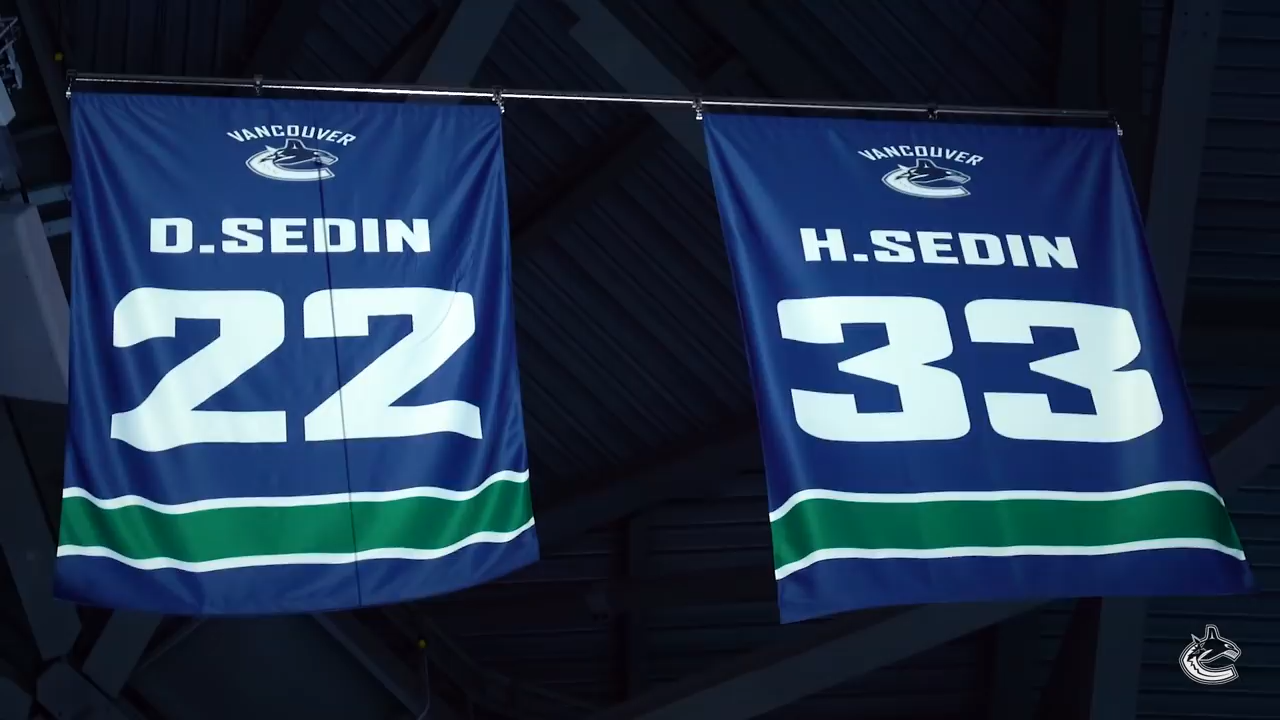 VANCOUVER
D.SEDIN
22
VANCOUVER
H.SEDIN
33